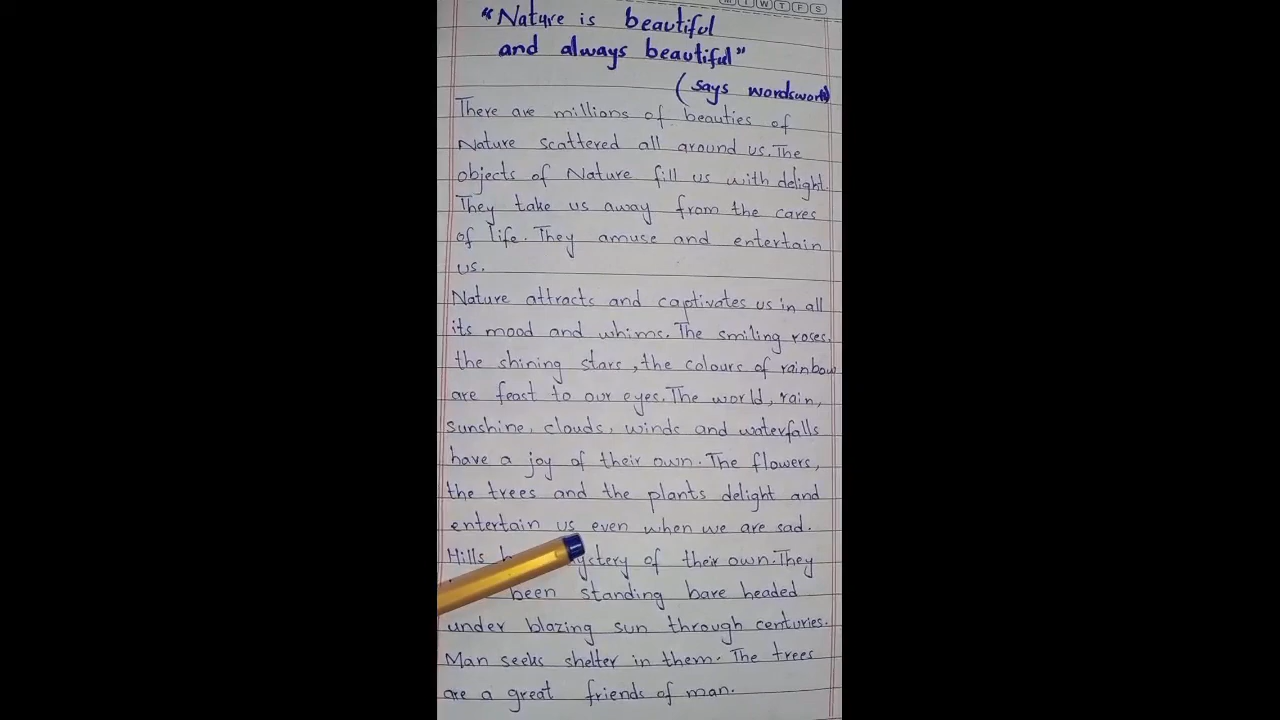 M T W T F S
“Nature is beautiful
and always beautiful”
(says wordsworth)
There are millions of beauties of
Nature scattered all around us. The
objects of Nature fill us with delight.
They take us away from the cares
of life. They amuse and entertain
us.
Nature attracts and captivates us in all
its mood and whims. The smiling roses,
the shining stars, the colours of rainbow
are feast to our eyes. The world, rain,
sunshine, clouds, winds and waterfalls
have a joy of their own. The flowers,
the trees and the plants delight and
entertain us even when we are sad.
Hills of their own. They
been standing bare headed
under blazing sun through centuries.
Man seeks shelter in them. The trees
are a great friends of man.